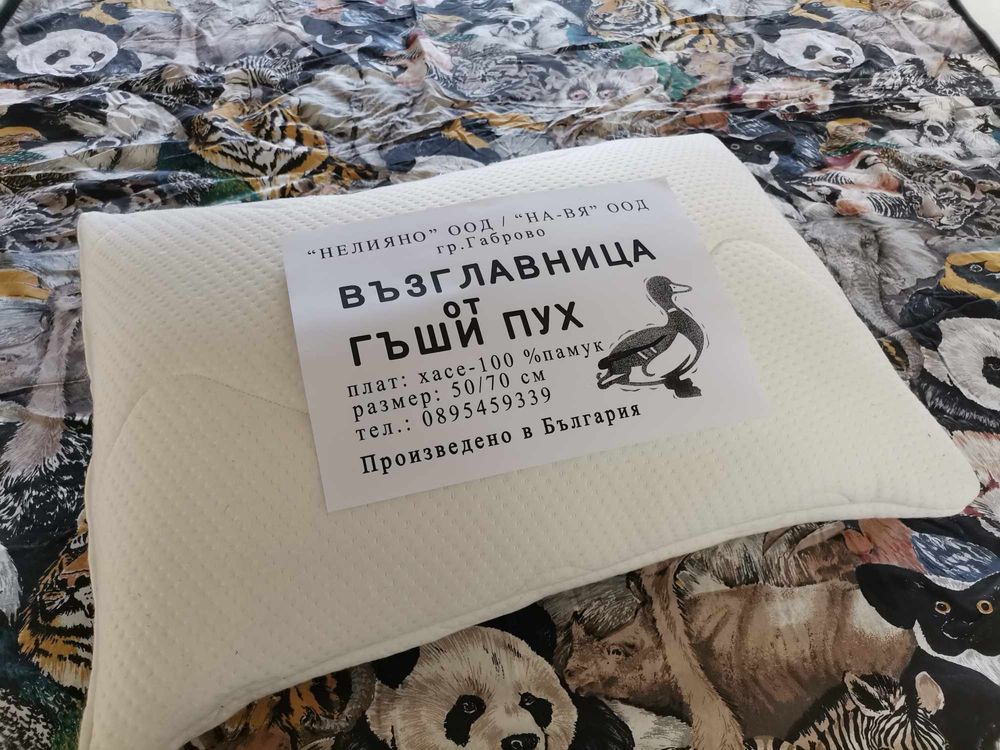 "НЕЛИЯНО" ООД / "НА-ВЯ" ООД
гр.Габрово
ВЪЗГЛАВНИЦА
от
ГЪШИ ПУХ
плат: хасе-100 %памук
размер: 50/70 см
тел.: 0895459339
Произведено в България